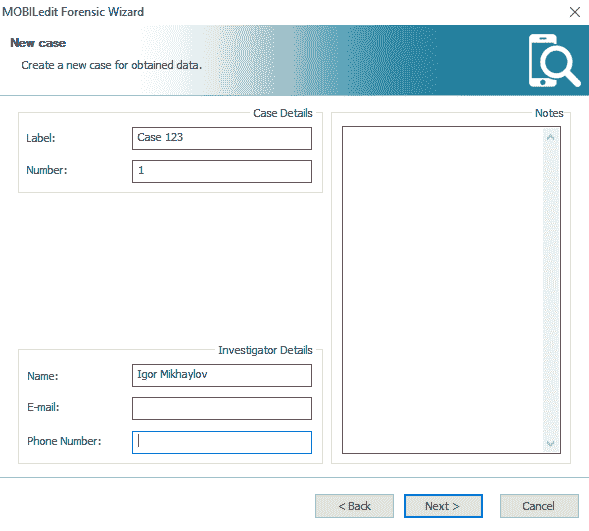 MOBILedit Forensic Wizard
New case
Create a new case for obtained data.
Case Details
Label: Case 123
Number: 1
Investigator Details
Name: Igor Mikhaylov
E-mail:
Phone Number:
Notes
< Back Next > Cancel